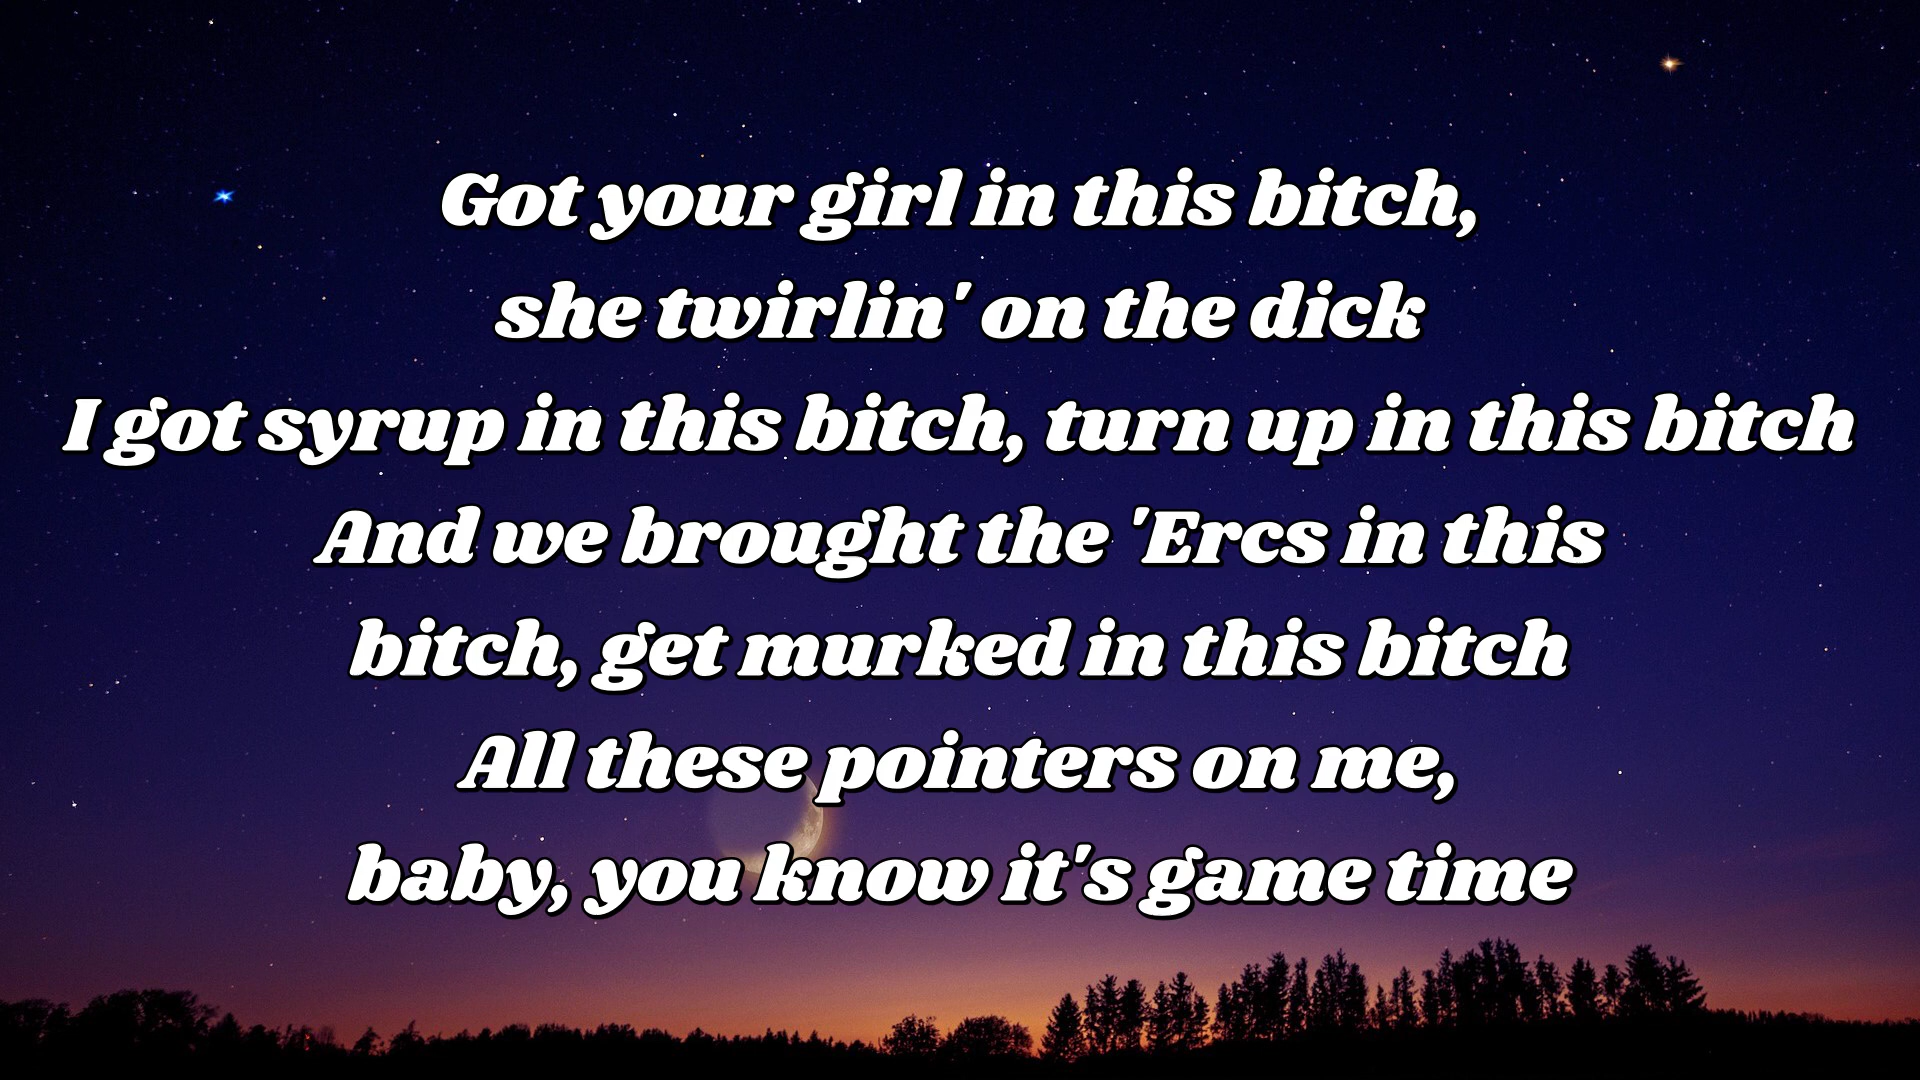 Got your girl in this bitch,
she twirlin' on the dick
I got syrup in this bitch, turn up in this bitch
And we brought the 'Ercs in this
bitch, get murked in this bitch
All these pointers on me,
baby, you know it's game time